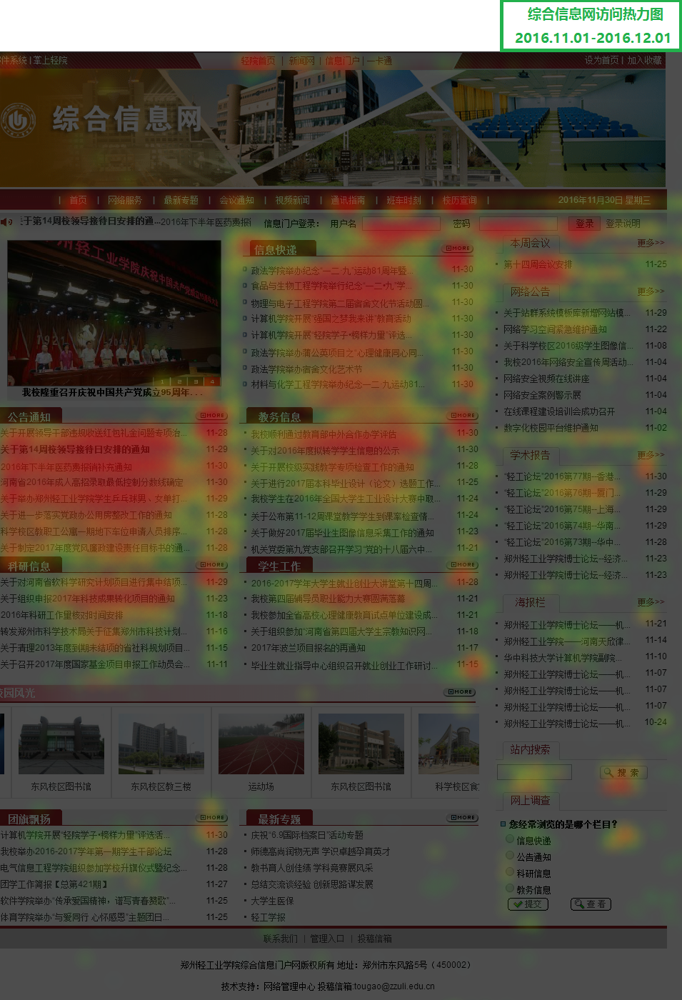 综合信息网访问热力图
2016.11.01-2016.12.01
件系统 | 掌上轻院
轻院首页 | 新闻网 | 信息门户 | 一卡通
设为首页 | 加入收藏
综合信息网
| 首页 | 网络服务 | 最新专题 | 会议通知 | 视频新闻 | 通讯指南 | 班车时刻 | 校历查询 |
2016年11月30日 星期三
关于第14周校领导接待日安排的通...2016年下半年医药费报
信息门户登录: 用户名 密码 登录 登录说明
信息快递 MORE
政法学院举办纪念“一二·九”运动81周年暨... 11-30
食品与生物工程学院举行纪念“一二•九”学... 11-30
物理与电子工程学院第二届宿舍文化节活动圆... 11-30
计算机学院开展“强国之梦我来讲”教育活动 11-30
计算机学院开展“轻院学子·榜样力量”评选... 11-30
政法学院举办蒲公英项目之“心理健康同心同... 11-30
政法学院举办宿舍文化艺术节 11-30
材料与化学工程学院举办纪念一二·九运动81... 11-30
1 2 3 4
我校隆重召开庆祝中国共产党成立95周年...
本周会议 更多>>
第十四周会议安排 11-25
网络公告 更多>>
关于站群系统模板库新增网站模... 11-29
网络学习空间紧急维护通知 11-22
关于科学校区2016级学生图像信... 11-08
我校2016年网络安全宣传周活动... 11-04
网络安全视频在线讲座 11-04
网络安全案例警示展 11-04
在线课程建设培训会成功召开 11-04
数字化校园平台维护通知 11-02
公告通知 MORE
关于开展领导干部违规收送红包礼金问题专项治... 11-28
关于第14周校领导接待日安排的通知 11-29
2016年下半年医药费报销补充通知 11-30
河南省2016年成人高招录取最低控制分数线确定 11-30
关于举办郑州轻工业学院学生乒乓球男、女单打... 11-29
关于进一步落实党政办公用房整改工作的通知 11-28
科学校区教职工公寓一期地下车位申请人员排序... 11-28
关于制定2017年度党风廉政建设责任目标书的通... 11-28
教务信息 MORE
我校顺利通过教育部中外合作办学评估 11-30
关于对2016年度拟转学学生信息的公示 11-30
关于开展校级实践教学专项检查工作的通知 11-28
关于进行2017届本科毕业设计（论文）选题工作... 11-25
我校学生在2016年全国大学生工业设计大赛中取... 11-24
关于公布第11-12周课堂教学学生到课率检查情... 11-24
关于做好2017届毕业生图像信息采集工作的通知 11-23
机关党委第九党支部召开学习“党的十八届六中... 11-21
学术报告 更多>>
“轻工论坛”2016第77期--香港... 11-30
“轻工论坛”2016第76期--厦门... 11-29
“轻工论坛”2016第75期--上海... 11-29
“轻工论坛”2016第74期--华南... 11-29
“轻工论坛”2016第73期--华中... 11-28
郑州轻工业学院博士论坛--经济... 11-23
郑州轻工业学院博士论坛--经济... 11-23
科研信息 MORE
关于对河南省软科学研究计划项目进行集中结项... 11-29
关于组织申报2017年科技成果转化项目的通知 11-23
2016年科研工作量核对时间安排 11-18
转发郑州市科学技术局关于征集郑州市科技计划... 11-16
关于清理2013年度到期未结项的省社科规划项目... 11-15
关于召开2017年度国家基金项目申报工作动员会... 11-11
学生工作 MORE
2016-2017学年大学生就业创业大讲堂第十四周... 11-28
我校第四届辅导员职业能力大赛圆满落幕 11-21
我校参加全省高校心理健康教育试点单位建设成... 11-21
关于组织参加“河南省第四届大学生宗教知识网... 11-18
2017年波兰项目报名的再通知 11-17
毕业生就业指导中心组织召开就业创业工作研讨... 11-15
海报栏 更多>>
郑州轻工业学院博士论坛——机... 11-21
郑州轻工业学院——河南天欣律... 11-14
华中科技大学计算机学院副院... 11-10
郑州轻工业学院博士论坛——机... 11-07
郑州轻工业学院博士论坛——机... 11-07
郑州轻工业学院博士论坛——机... 11-07
郑州轻工业学院博士论坛——机... 10-24
校园风光 MORE
东风校区图书馆 东风校区教三楼 运动场 东风校区图书馆 科学校区食
站内搜索
搜 索
网上调查
您经常浏览的是哪个栏目?
信息快递
公告通知
科研信息
教务信息
提交 查 看
团旗飘扬 MORE
计算机学院开展“轻院学子•榜样力量”评选活... 11-30
我校举办2016-2017学年第一期学生干部论坛 11-28
电气信息工程学院组织参加学校升旗仪式暨纪念... 11-28
团学工作简报【总第421期】 11-27
软件学院举办“传承爱国精神，谱写青春赞歌”... 11-25
体育学院举办“与爱同行 心怀感恩”主题团日... 11-25
最新专题 MORE
庆祝“6.9国际档案日”活动专题
师德高尚润物无声 学识卓越孕育英才
教书育人创佳绩 学科竞赛展风采
总结交流谈经验 创新思路谋发展
大学生医保
轻工学报
联系我们 | 管理入口 | 投稿信箱
郑州轻工业学院综合信息门户网版权所有 地址：郑州市东风路5号（450002）
技术支持：网络管理中心 投稿信箱:tougao@zzuli.edu.cn